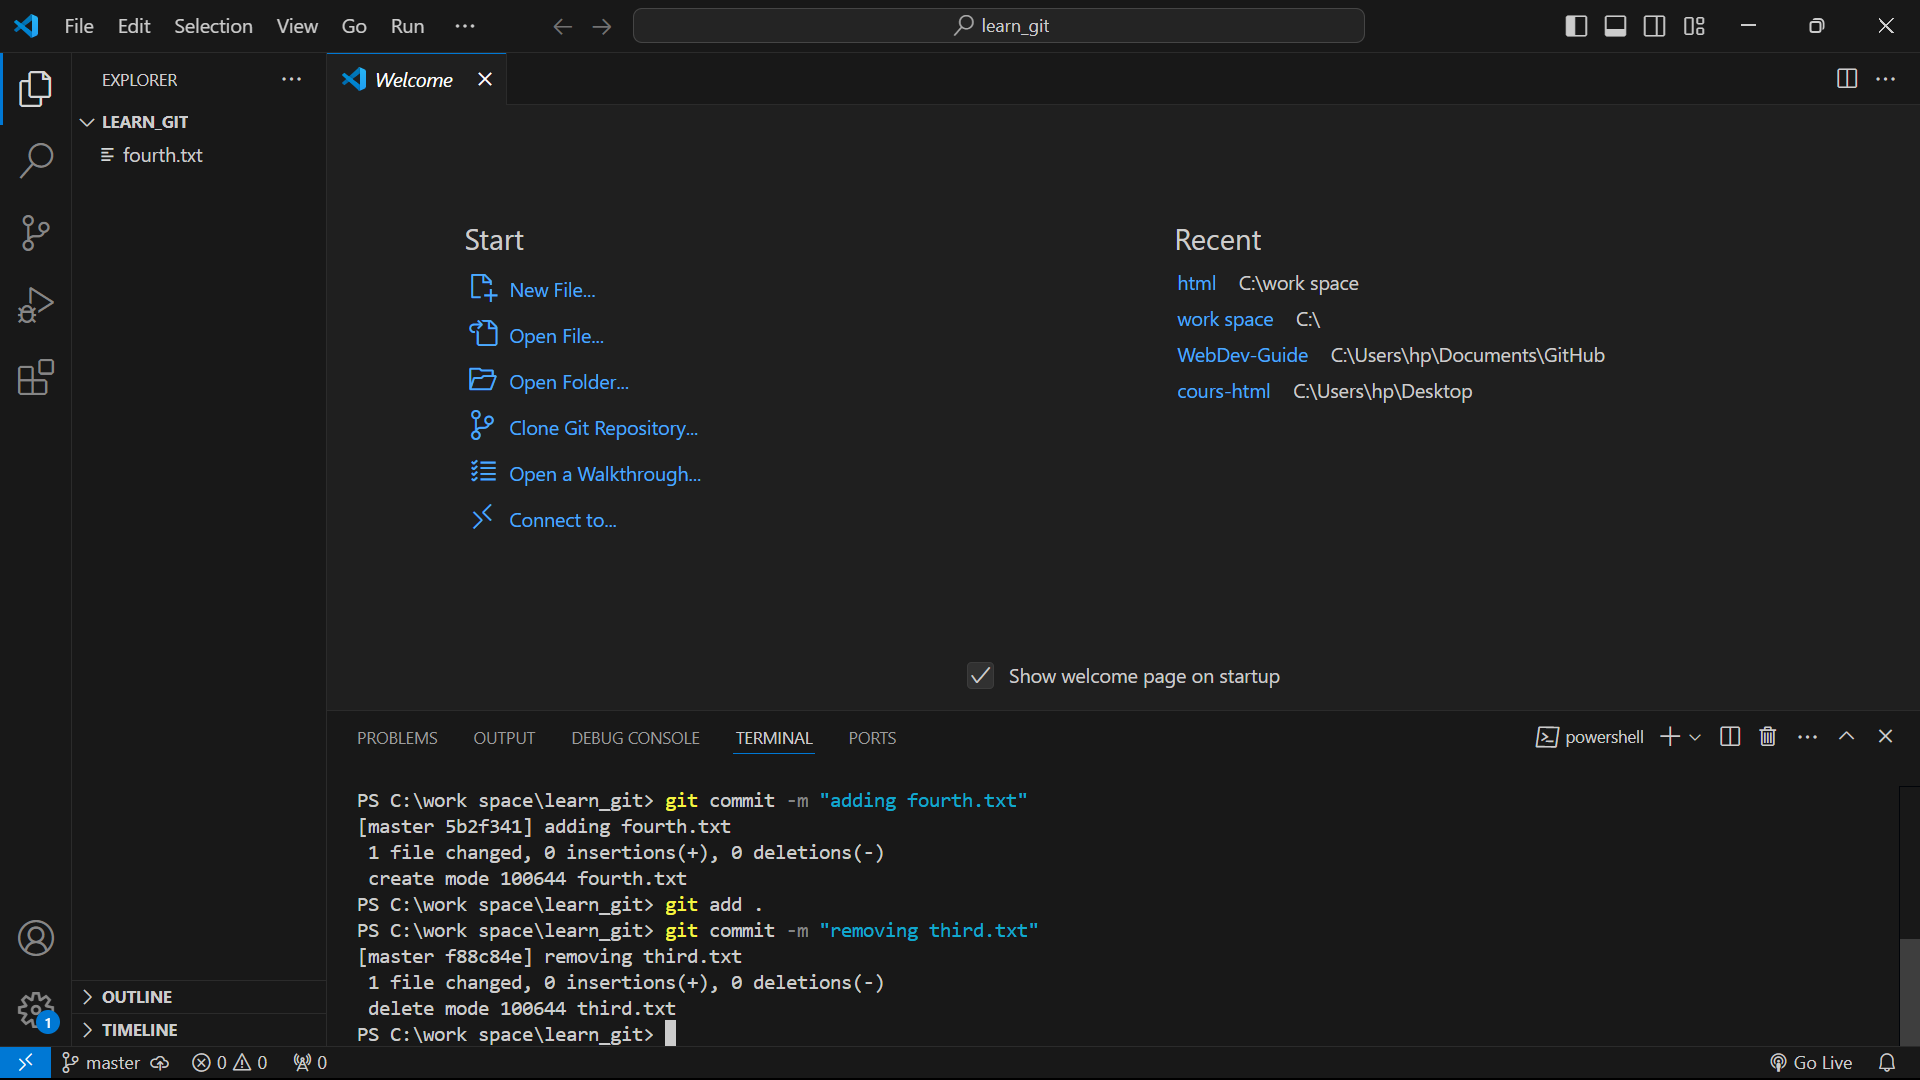 File Edit Selection View Go Run ···
learn_git
EXPLORER ···
LEARN_GIT
fourth.txt
OUTLINE
TIMELINE
Welcome
Start
New File...
Open File...
Open Folder...
Clone Git Repository...
Open a Walkthrough...
Connect to...
Recent
html C:\work space
work space C:\
WebDev-Guide C:\Users\hp\Documents\GitHub
cours-html C:\Users\hp\Desktop
Show welcome page on startup
PROBLEMS OUTPUT DEBUG CONSOLE TERMINAL PORTS
powershell
PS C:\work space\learn_git> git commit -m "adding fourth.txt"
[master 5b2f341] adding fourth.txt
1 file changed, 0 insertions(+), 0 deletions(-)
create mode 100644 fourth.txt
PS C:\work space\learn_git> git add .
PS C:\work space\learn_git> git commit -m "removing third.txt"
[master f88c84e] removing third.txt
1 file changed, 0 insertions(+), 0 deletions(-)
delete mode 100644 third.txt
PS C:\work space\learn_git>
1
master 0 0 0
Go Live